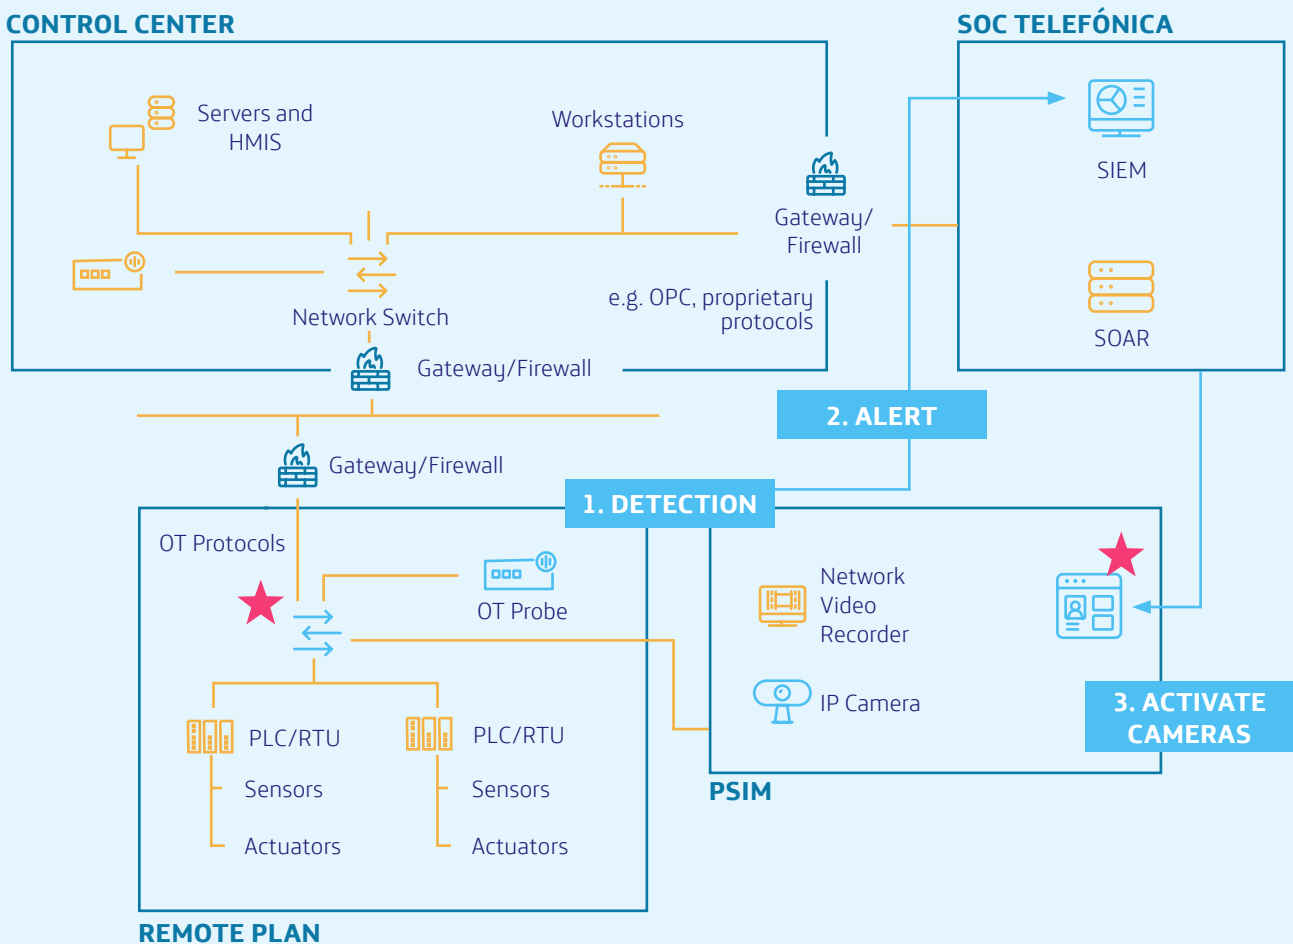 CONTROL CENTER
Servers and
HMIS
Workstations
Gateway/
Firewall
Network Switch
e.g. OPC, proprietary
protocols
Gateway/Firewall
Gateway/Firewall
SOC TELEFÓNICA
SIEM
SOAR
2. ALERT
1. DETECTION
OT Protocols
OT Probe
PLC/RTU
Sensors
Actuators
PLC/RTU
Sensors
Actuators
REMOTE PLAN
Network
Video
Recorder
IP Camera
3. ACTIVATE
CAMERAS
PSIM